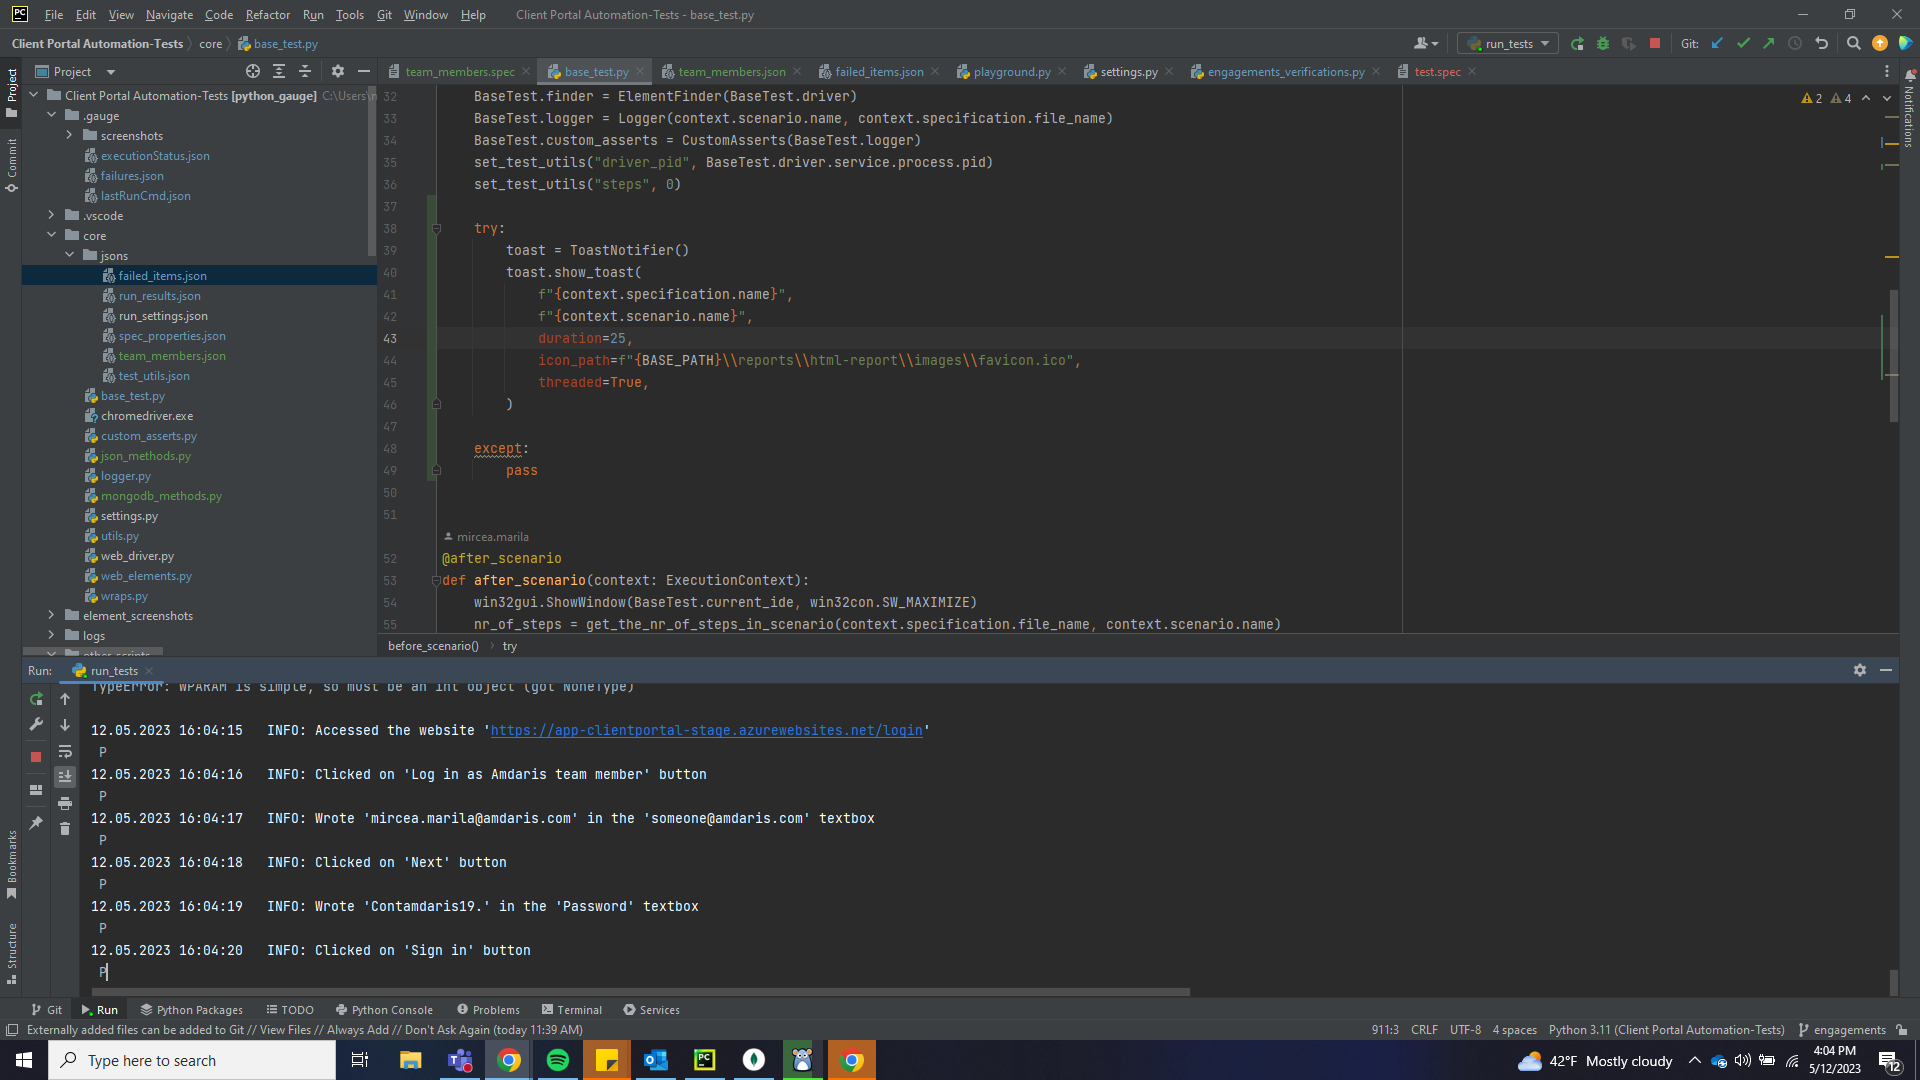 PC File Edit View Navigate Code Refactor Run Tools Git Window Help Client Portal Automation-Tests - base_test.py
Client Portal Automation-Tests core base_test.py
run_tests Git:
Project
team_members.spec base_test.py team_members.json failed_items.json playground.py settings.py engagements_verifications.py test.spec
Project
Commit
Bookmarks
Structure
Notifications
Client Portal Automation-Tests [python_gauge] C:\Users\
.gauge
screenshots
executionStatus.json
failures.json
lastRunCmd.json
.vscode
core
jsons
failed_items.json
run_results.json
run_settings.json
spec_properties.json
team_members.json
test_utils.json
base_test.py
chromedriver.exe
custom_asserts.py
json_methods.py
logger.py
mongodb_methods.py
settings.py
utils.py
web_driver.py
web_elements.py
wraps.py
element_screenshots
logs
other_scripts
2 4
32 BaseTest.finder = ElementFinder(BaseTest.driver)
33 BaseTest.logger = Logger(context.scenario.name, context.specification.file_name)
34 BaseTest.custom_asserts = CustomAsserts(BaseTest.logger)
35 set_test_utils("driver_pid", BaseTest.driver.service.process.pid)
36 set_test_utils("steps", 0)
37
38 try:
39 toast = ToastNotifier()
40 toast.show_toast(
41 f"{context.specification.name}",
42 f"{context.scenario.name}",
43 duration=25,
44 icon_path=f"{BASE_PATH}\\reports\\html-report\\images\\favicon.ico",
45 threaded=True,
46 )
47
48 except:
49 pass
50
51
mircea.marila
52 @after_scenario
53 def after_scenario(context: ExecutionContext):
54 win32gui.ShowWindow(BaseTest.current_ide, win32con.SW_MAXIMIZE)
55 nr_of_steps = get_the_nr_of_steps_in_scenario(context.specification.file_name, context.scenario.name)
before_scenario() try
Run: run_tests
TypeError: WPARAM is simple, so must be an int object (got NoneType)
12.05.2023 16:04:15 INFO: Accessed the website 'https://app-clientportal-stage.azurewebsites.net/login'
P
12.05.2023 16:04:16 INFO: Clicked on 'Log in as Amdaris team member' button
P
12.05.2023 16:04:17 INFO: Wrote 'mircea.marila@amdaris.com' in the 'someone@amdaris.com' textbox
P
12.05.2023 16:04:18 INFO: Clicked on 'Next' button
P
12.05.2023 16:04:19 INFO: Wrote 'Contamdaris19.' in the 'Password' textbox
P
12.05.2023 16:04:20 INFO: Clicked on 'Sign in' button
P
Git Run Python Packages TODO Python Console Problems Terminal Services
Externally added files can be added to Git // View Files // Always Add // Don't Ask Again (today 11:39 AM) 911:3 CRLF UTF-8 4 spaces Python 3.11 (Client Portal Automation-Tests) engagements
Type here to search
42°F Mostly cloudy
4:04 PM
5/12/2023
12